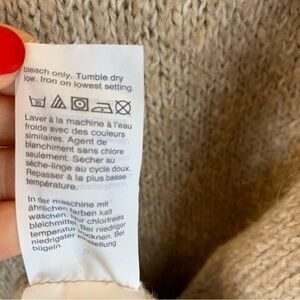 bleach only. Tumble dry
low. Iron on lowest setting.
Laver à la machine à l'eau
froide avec des couleurs
similaires. Agent de
blanchiment sans chlore
seulement. Sécher au
sèche-linge au cycle doux.
Repasser à la plus basse
température.
In der maschine mit
ähnlichen farben kalt
waschen. Nur chlorfreies
bleichmittel. Bei niedriger
temperatur trocknen. Bei
niedrigster einstellung
bügeln.